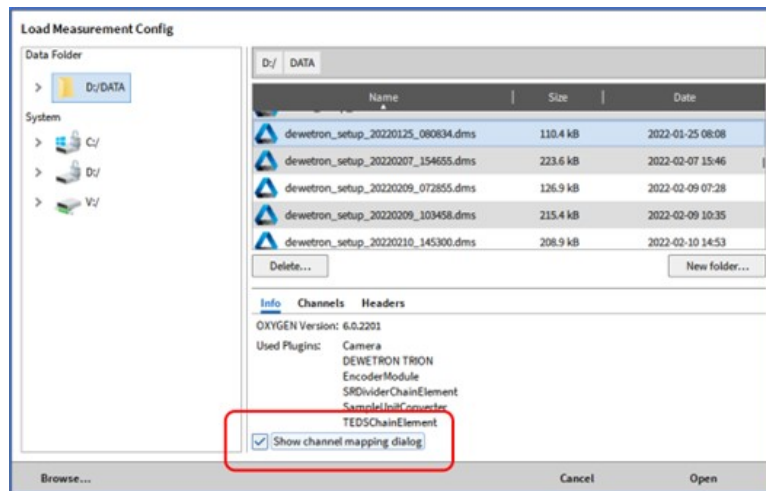 Load Measurement Config
Data Folder
D:/DATA
System
C:/
D:/
V:/
D:/ DATA
Name Size Date
dewetron_setup_20220125_080834.dms 110.4 kB 2022-01-25 08:08
dewetron_setup_20220207_154655.dms 223.6 kB 2022-02-07 15:46
dewetron_setup_20220209_072855.dms 126.9 kB 2022-02-09 07:28
dewetron_setup_20220209_103458.dms 215.4 kB 2022-02-09 10:35
dewetron_setup_20220210_145300.dms 208.9 kB 2022-02-10 14:53
Delete... New folder...
Info Channels Headers
OXYGEN Version: 6.0.2201
Used Plugins: Camera
DEWETRON TRION
EncoderModule
SRDividerChainElement
SampleUnitConverter
TEDSChainElement
Show channel mapping dialog
Browse... Cancel Open